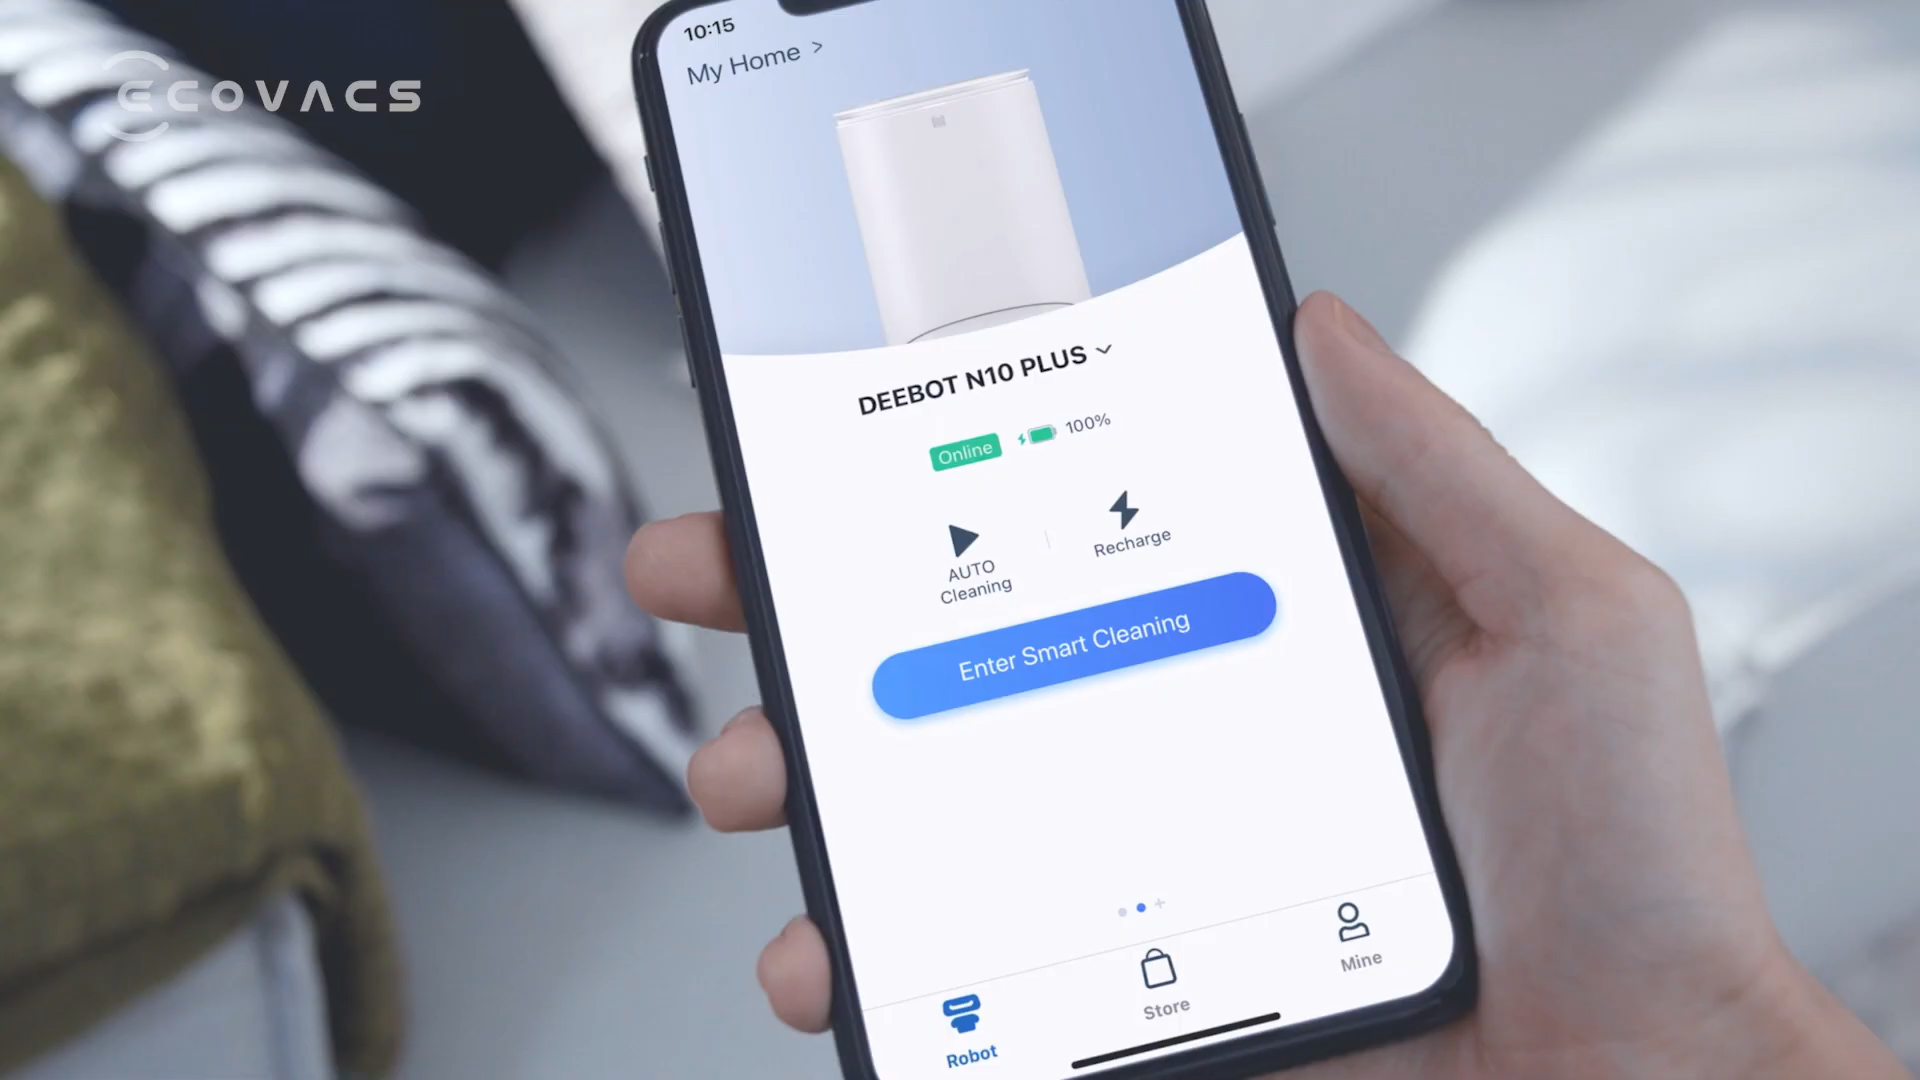 ECOVACS
10:15
My Home >
DEEBOT N10 PLUS
Online 100%
AUTO
Cleaning
Recharge
Enter Smart Cleaning
Robot
Store
Mine